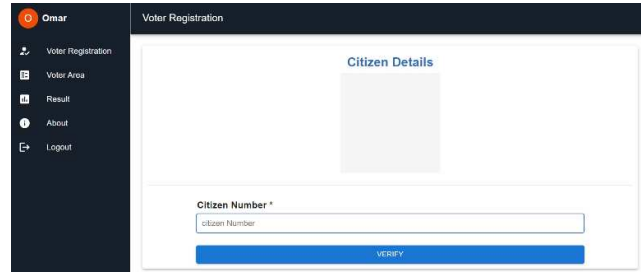 O Omar
Voter Registration
Voter Registration
Voter Area
Result
About
Logout
Citizen Details
Citizen Number *
citizen Number
VERIFY